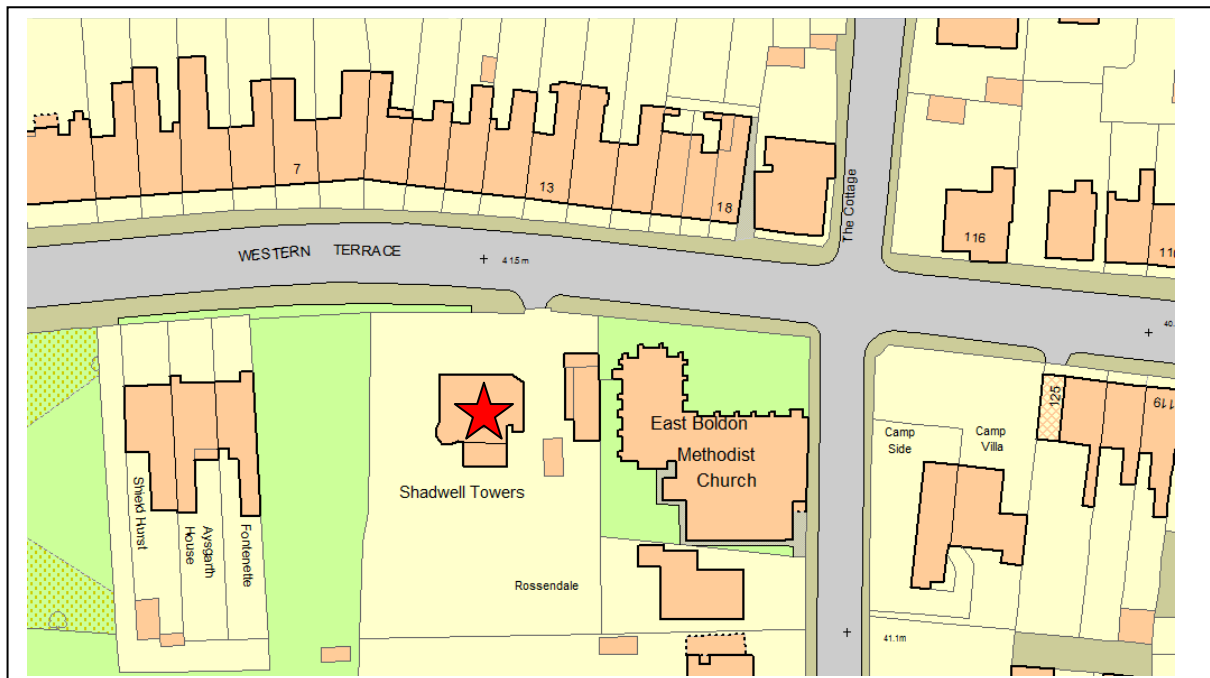 7
13
18
The Cottage
116
WESTERN TERRACE
+ 41.5m
+
125
East Boldon
Methodist
Church
Camp
Side
Camp
Villa
Shadwell Towers
Shield Hurst
Aysgarth
House
Fontenette
Rossendale
+
41.1m
119